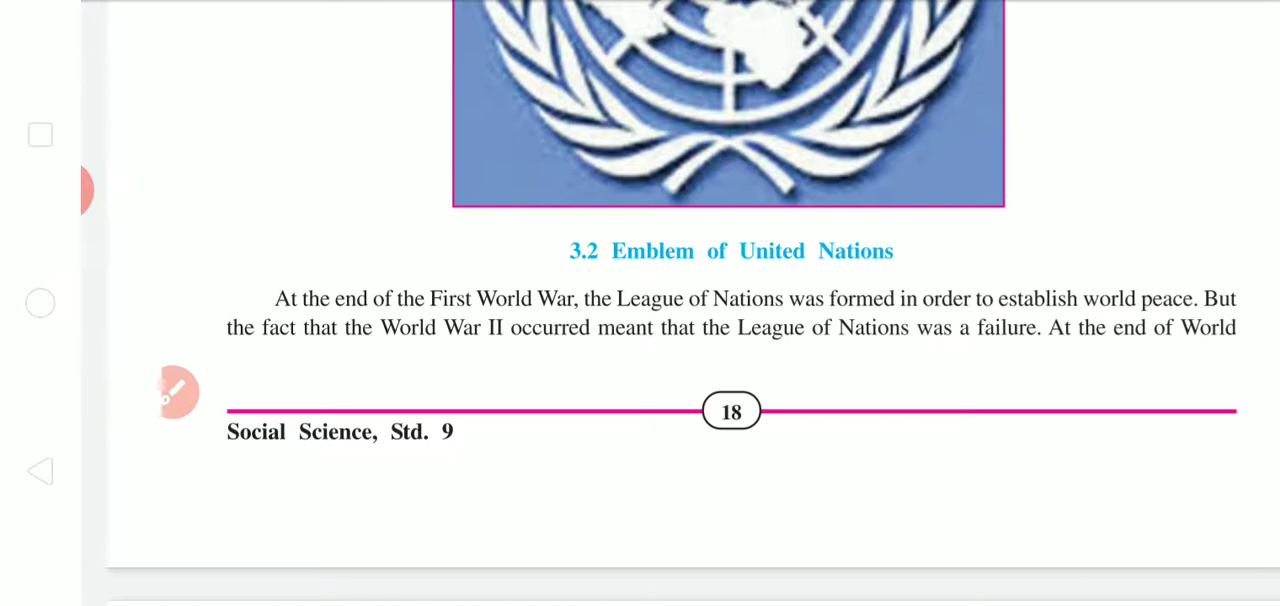 3.2 Emblem of United Nations
At the end of the First World War, the League of Nations was formed in order to establish world peace. But
the fact that the World War II occurred meant that the League of Nations was a failure. At the end of World
18
Social Science, Std. 9